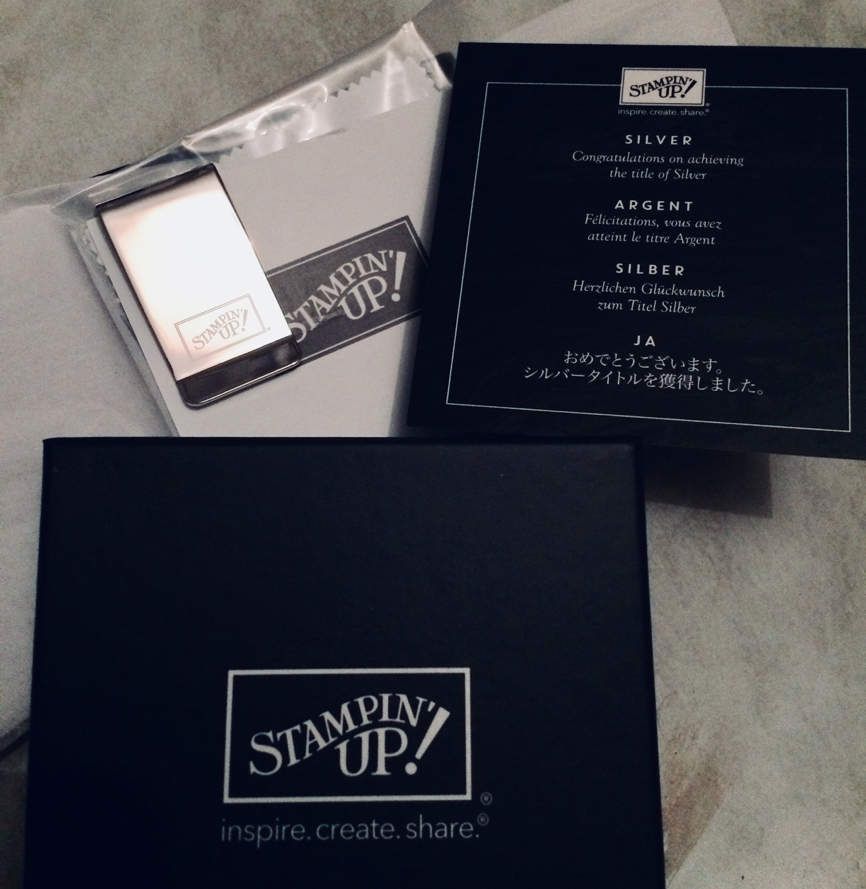 STAMPIN' UP!®
inspire.create.share.®
SILVER
Congratulations on achieving
the title of Silver
ARGENT
Félicitations, vous avez
atteint le titre Argent
SILBER
Herzlichen Glückwunsch
zum Titel Silber
JA
おめでとうございます。
シルバータイトルを獲得しました。
STAMPIN'
UP!
STAMPIN'
UP!®
STAMPIN'
UP!®
inspire.create.share.®